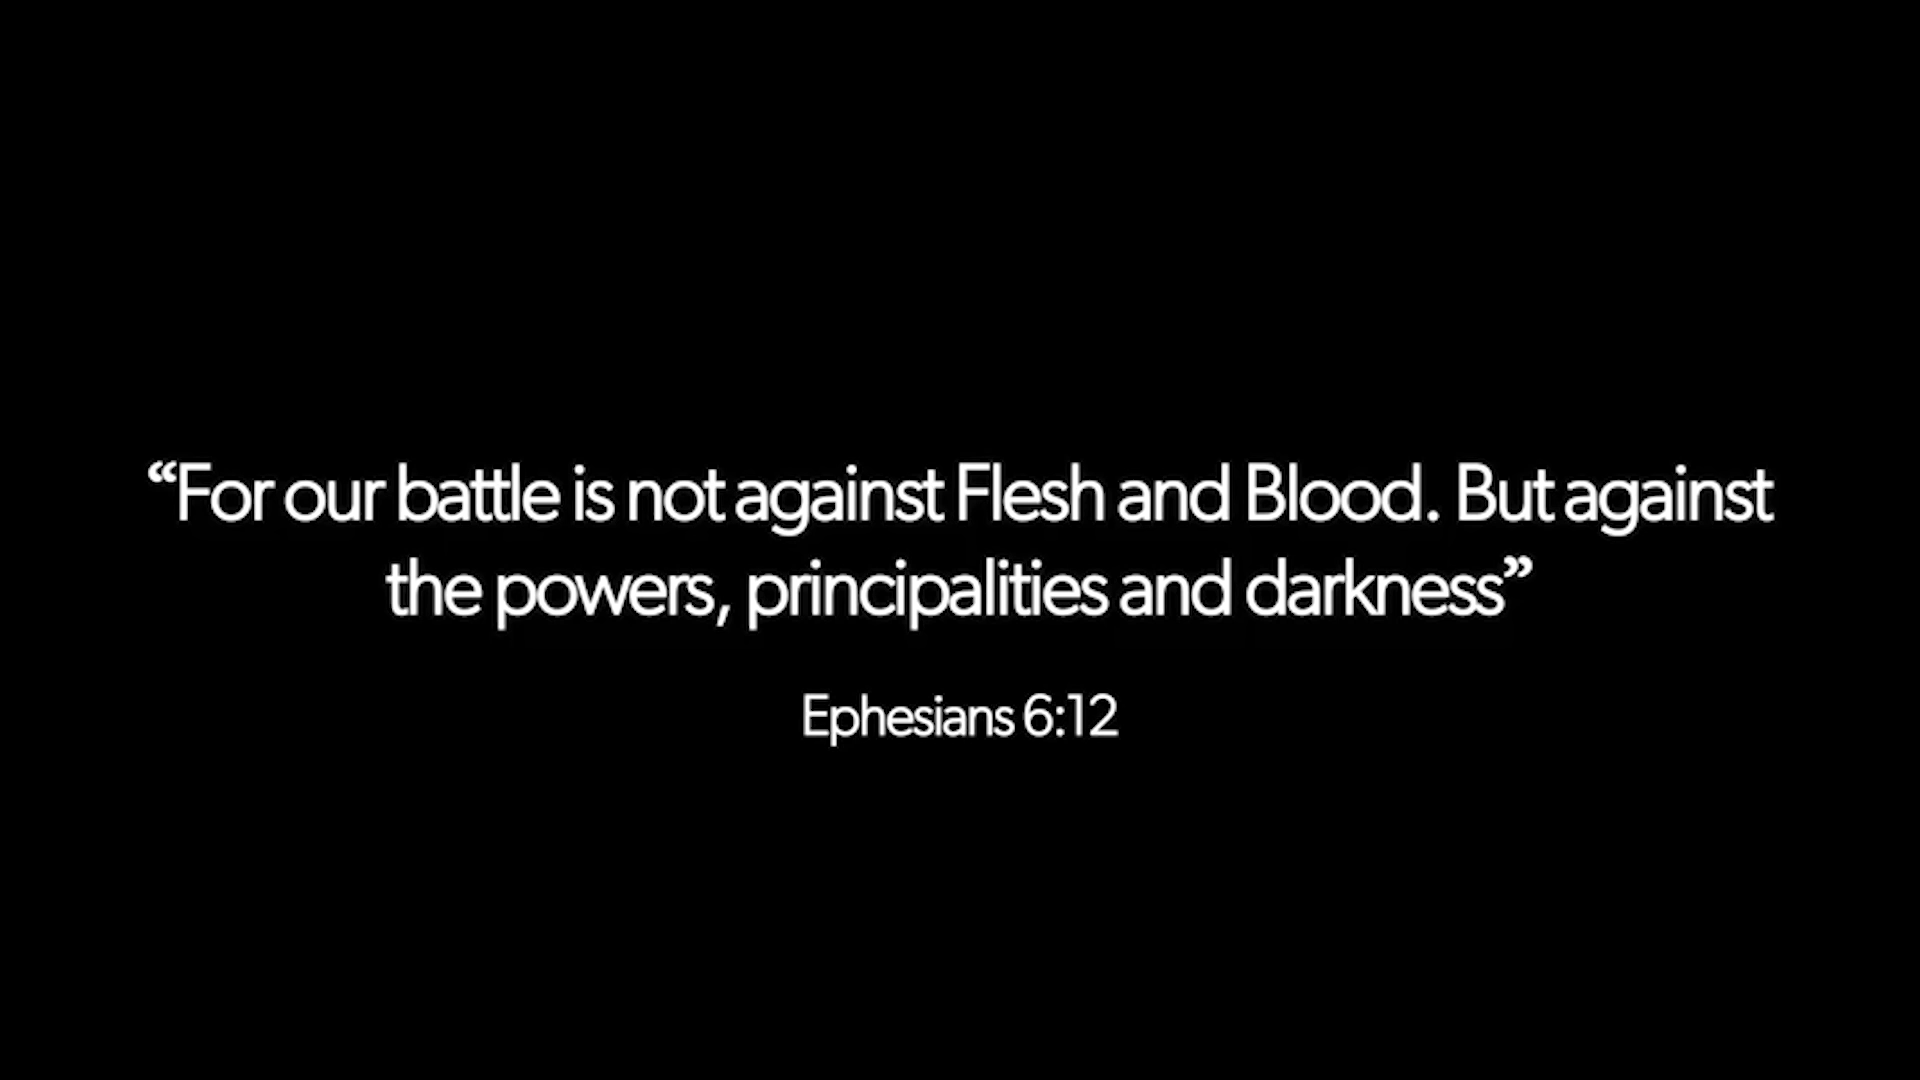 “For our battle is not against Flesh and Blood. But against
the powers, principalities and darkness”
Ephesians 6:12